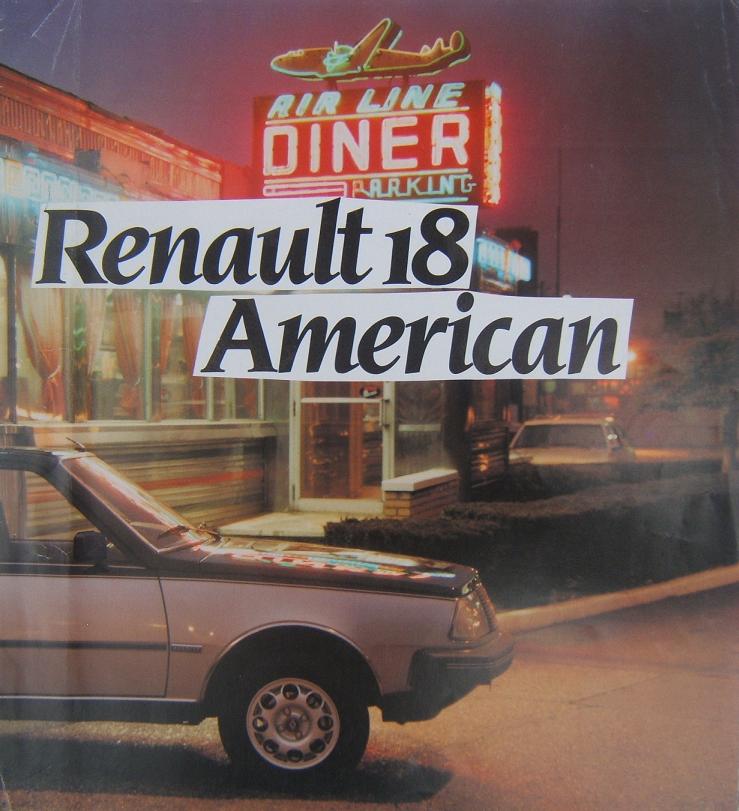 AIR LINE
DINER
PARKING
Renault 18
American